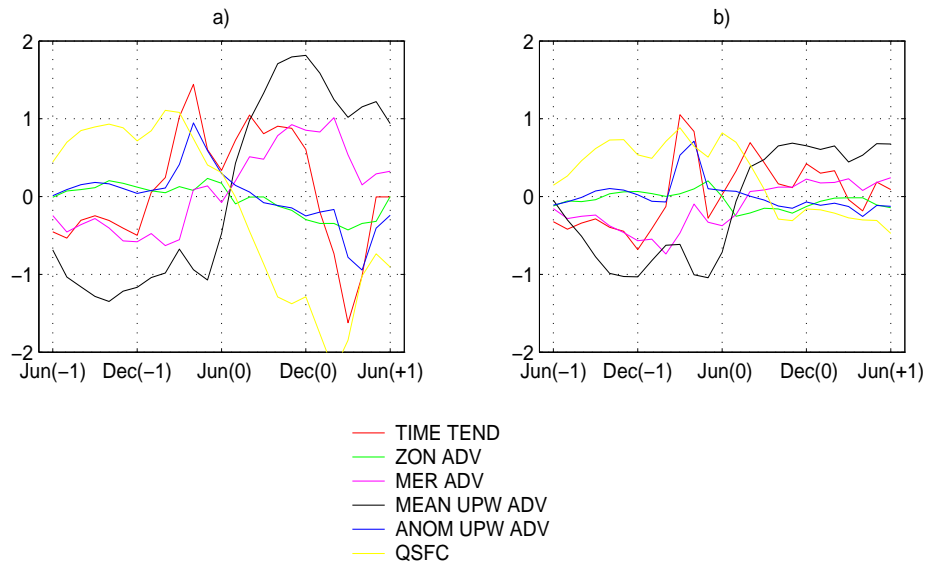 a)
b)
2
1
0
−1
−2
Jun(−1) Dec(−1) Jun(0) Dec(0) Jun(+1)
2
1
0
−1
−2
Jun(−1) Dec(−1) Jun(0) Dec(0) Jun(+1)
TIME TEND
ZON ADV
MER ADV
MEAN UPW ADV
ANOM UPW ADV
QSFC